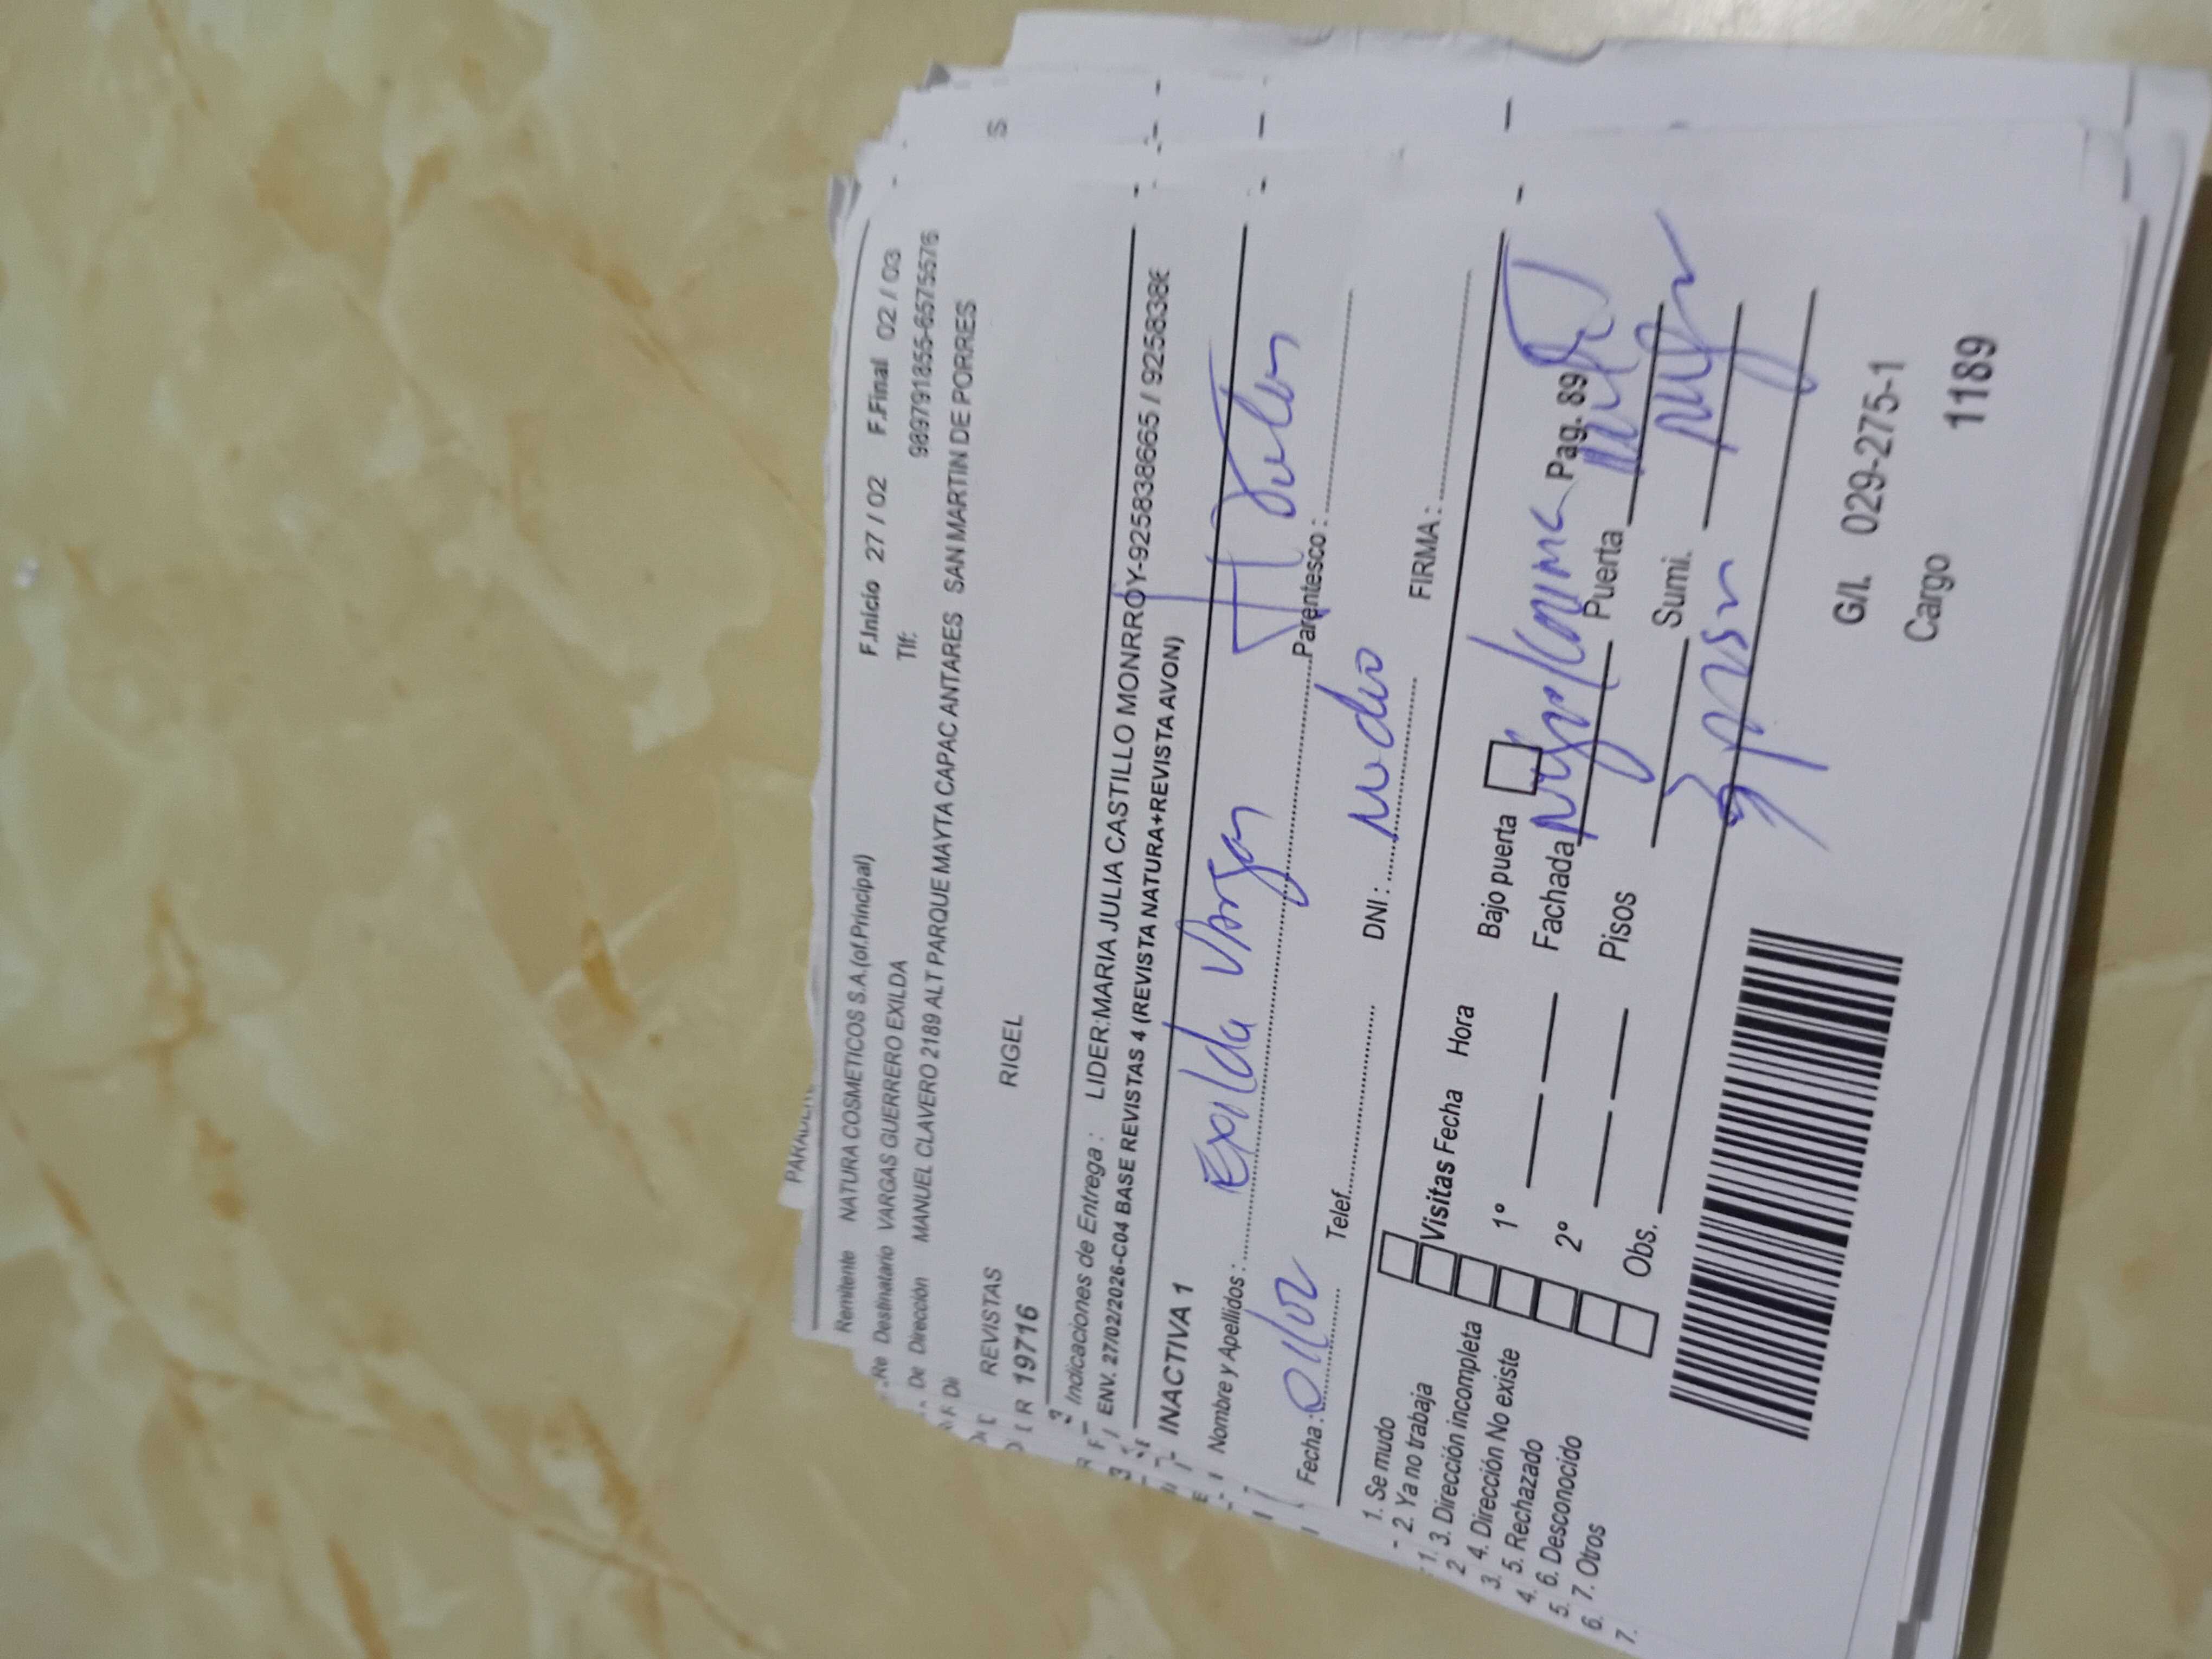 PARADER
F.Inicio 27 / 02 F.Final 02 / 03
Remitente NATURA COSMETICOS S.A.(of.Principal)
Tlf: 989791855-6575576
Destinatario VARGAS GUERRERO EXILDA
Dirección MANUEL CLAVERO 2189 ALT PARQUE MAYTA CAPAC ANTARES SAN MARTIN DE PORRES
REVISTAS RIGEL
R 19716
Indicaciones de Entrega : LIDER:MARIA JULIA CASTILLO MONRROY-925838665 / 9258386
ENV. 27/02/2026-C04 BASE REVISTAS 4 (REVISTA NATURA+REVISTA AVON)
INACTIVA 1
Nombre y Apellidos : Exilda Vargas
Parentesco :
Fecha : Telef. DNI :
FIRMA :
1. Se mudo
2. Ya no trabaja
3. Dirección incompleta
4. Dirección No existe
5. Rechazado
6. Desconocido
7. Otros
Visitas Fecha Hora
1º
2º
Obs.
Bajo puerta
Fachada
Pisos
Pag. 89
Puerta
Sumi.
G/I. 029-275-1
Cargo 1189